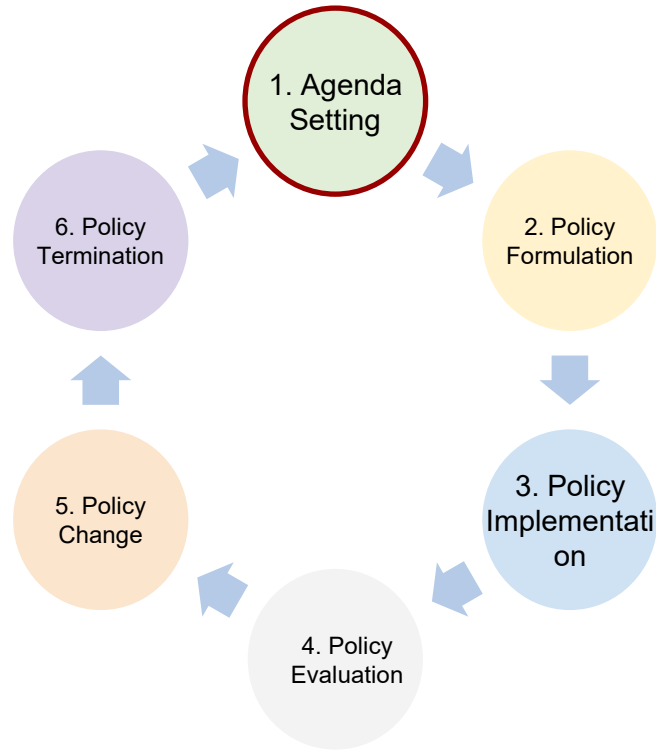 1. Agenda
Setting
2. Policy
Formulation
3. Policy
Implementati
on
4. Policy
Evaluation
5. Policy
Change
6. Policy
Termination